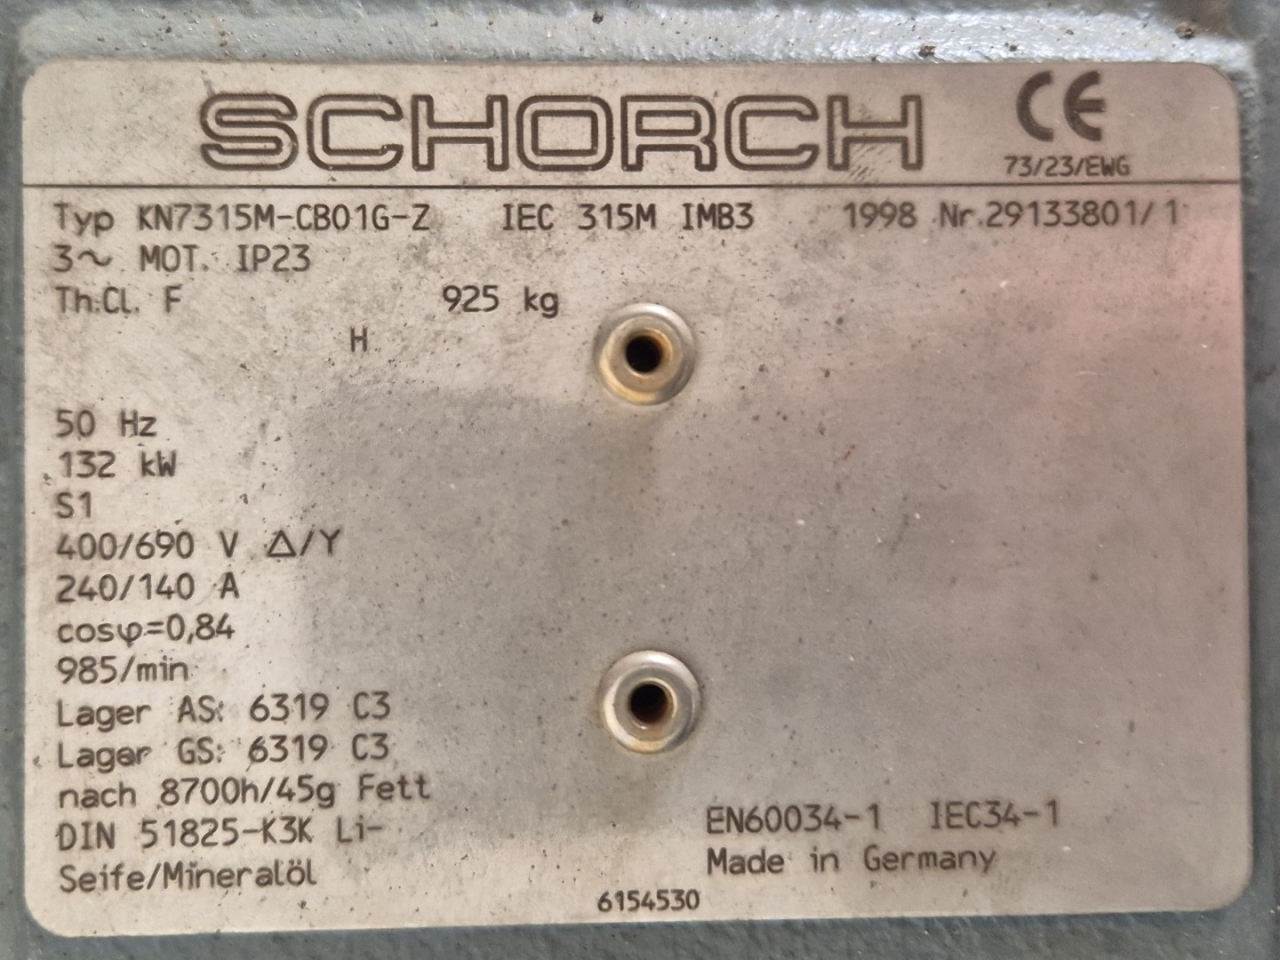 SCHORCH CE
73/23/EWG
Typ KN7315M-CB01G-Z IEC 315M IMB3 1998 Nr.29133801/1
3~ MOT. IP23
Th.Cl. F 925 kg
H
50 Hz
132 kW
S1
400/690 V Δ/Y
240/140 A
cosφ=0,84
985/min
Lager AS: 6319 C3
Lager GS: 6319 C3
nach 8700h/45g Fett
DIN 51825-K3K Li-
Seife/Mineralöl
EN60034-1 IEC34-1
Made in Germany
6154530